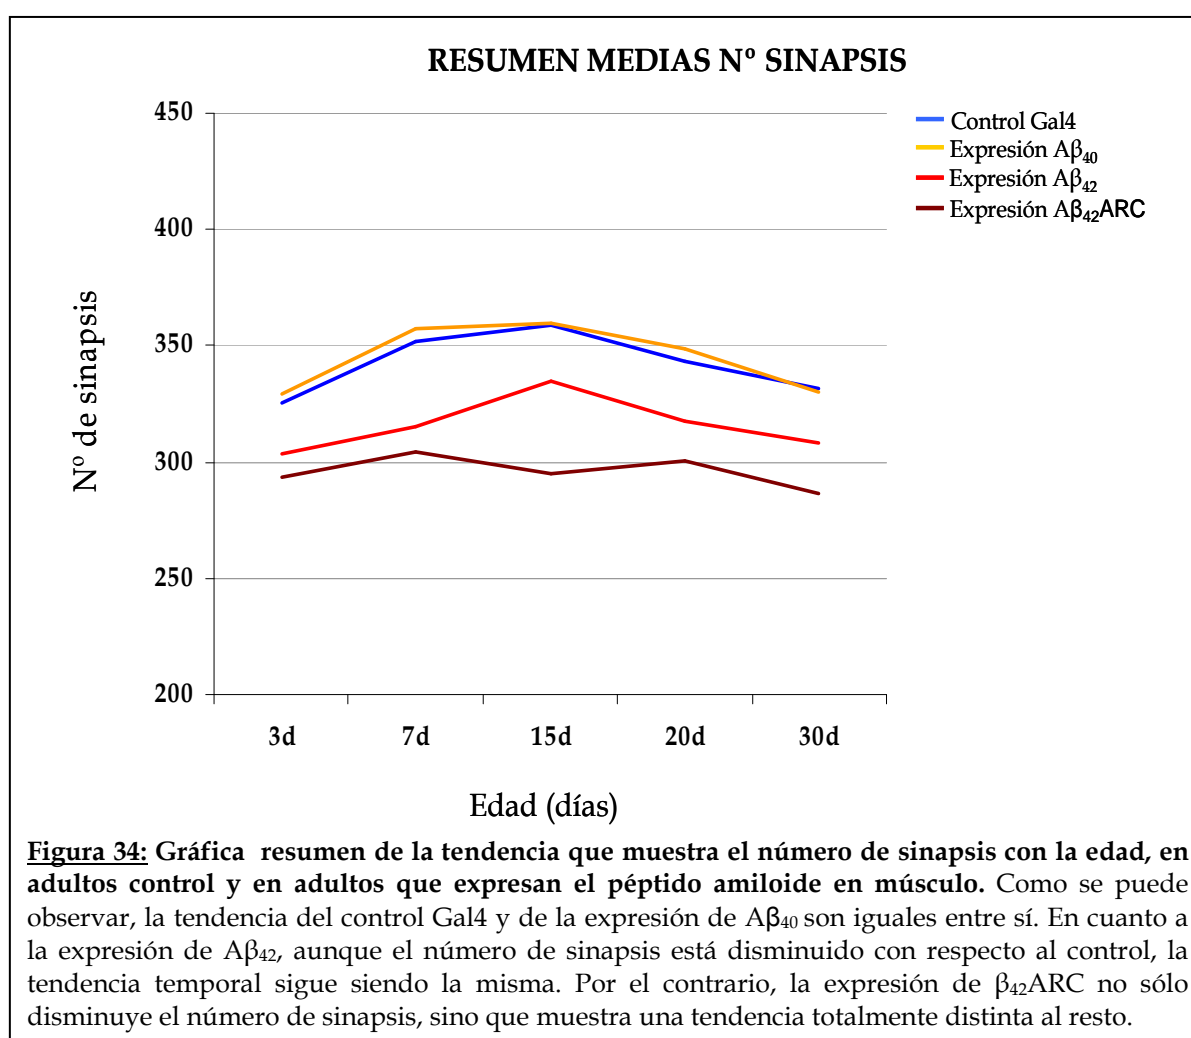 RESUMEN MEDIAS Nº SINAPSIS
450
400
350
300
250
200
Nº de sinapsis
3d 7d 15d 20d 30d
Edad (días)
Control Gal4
Expresión Aβ₄₀
Expresión Aβ₄₂
Expresión Aβ₄₂ARC
Figura 34: Gráfica resumen de la tendencia que muestra el número de sinapsis con la edad, en
adultos control y en adultos que expresan el péptido amiloide en músculo. Como se puede
observar, la tendencia del control Gal4 y de la expresión de Aβ₄₀ son iguales entre sí. En cuanto a
la expresión de Aβ₄₂, aunque el número de sinapsis está disminuido con respecto al control, la
tendencia temporal sigue siendo la misma. Por el contrario, la expresión de β₄₂ARC no sólo
disminuye el número de sinapsis, sino que muestra una tendencia totalmente distinta al resto.